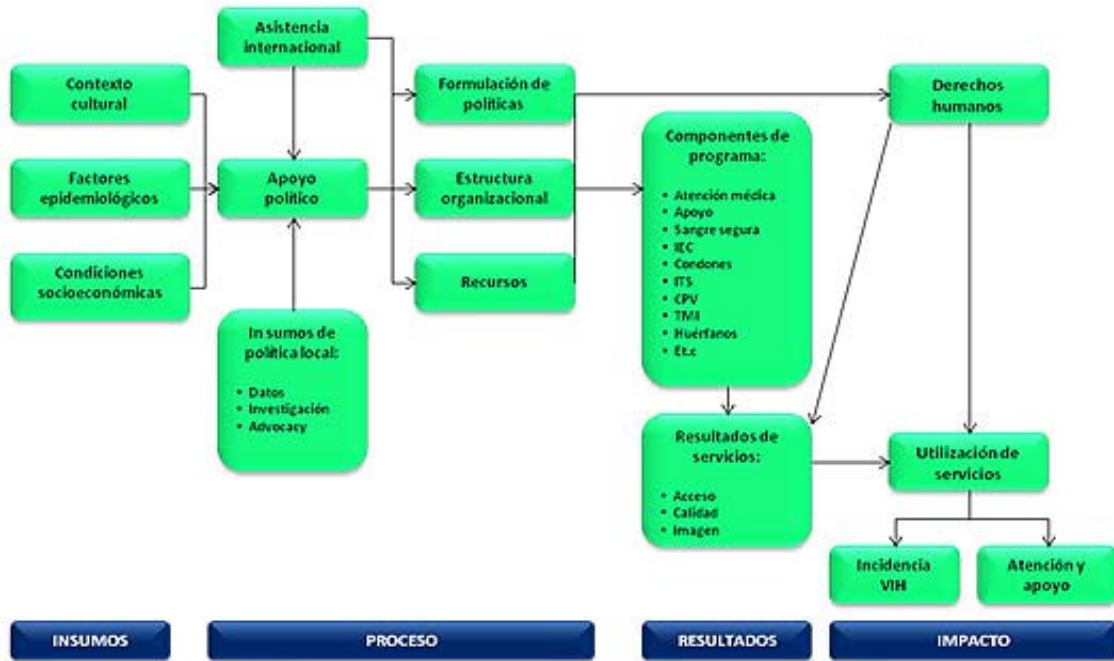 Asistencia
internacional
Contexto
cultural
Formulación de
políticas
Derechos
humanos
Componentes de
programa:
• Atención médica
• Apoyo
• Sangre segura
• IEC
• Condones
• ITS
• CPV
• TMI
• Huérfanos
• Et.c
Factores
epidemiológicos
Apoyo
político
Estructura
organizacional
Condiciones
socioeconómicas
Recursos
In sumos de
política local:
• Datos
• Investigación
• Advocacy
Resultados de
servicios:
• Acceso
• Calidad
• Imagen
Utilización de
servicios
Incidencia
VIH
Atención y
apoyo
INSUMOS
PROCESO
RESULTADOS
IMPACTO